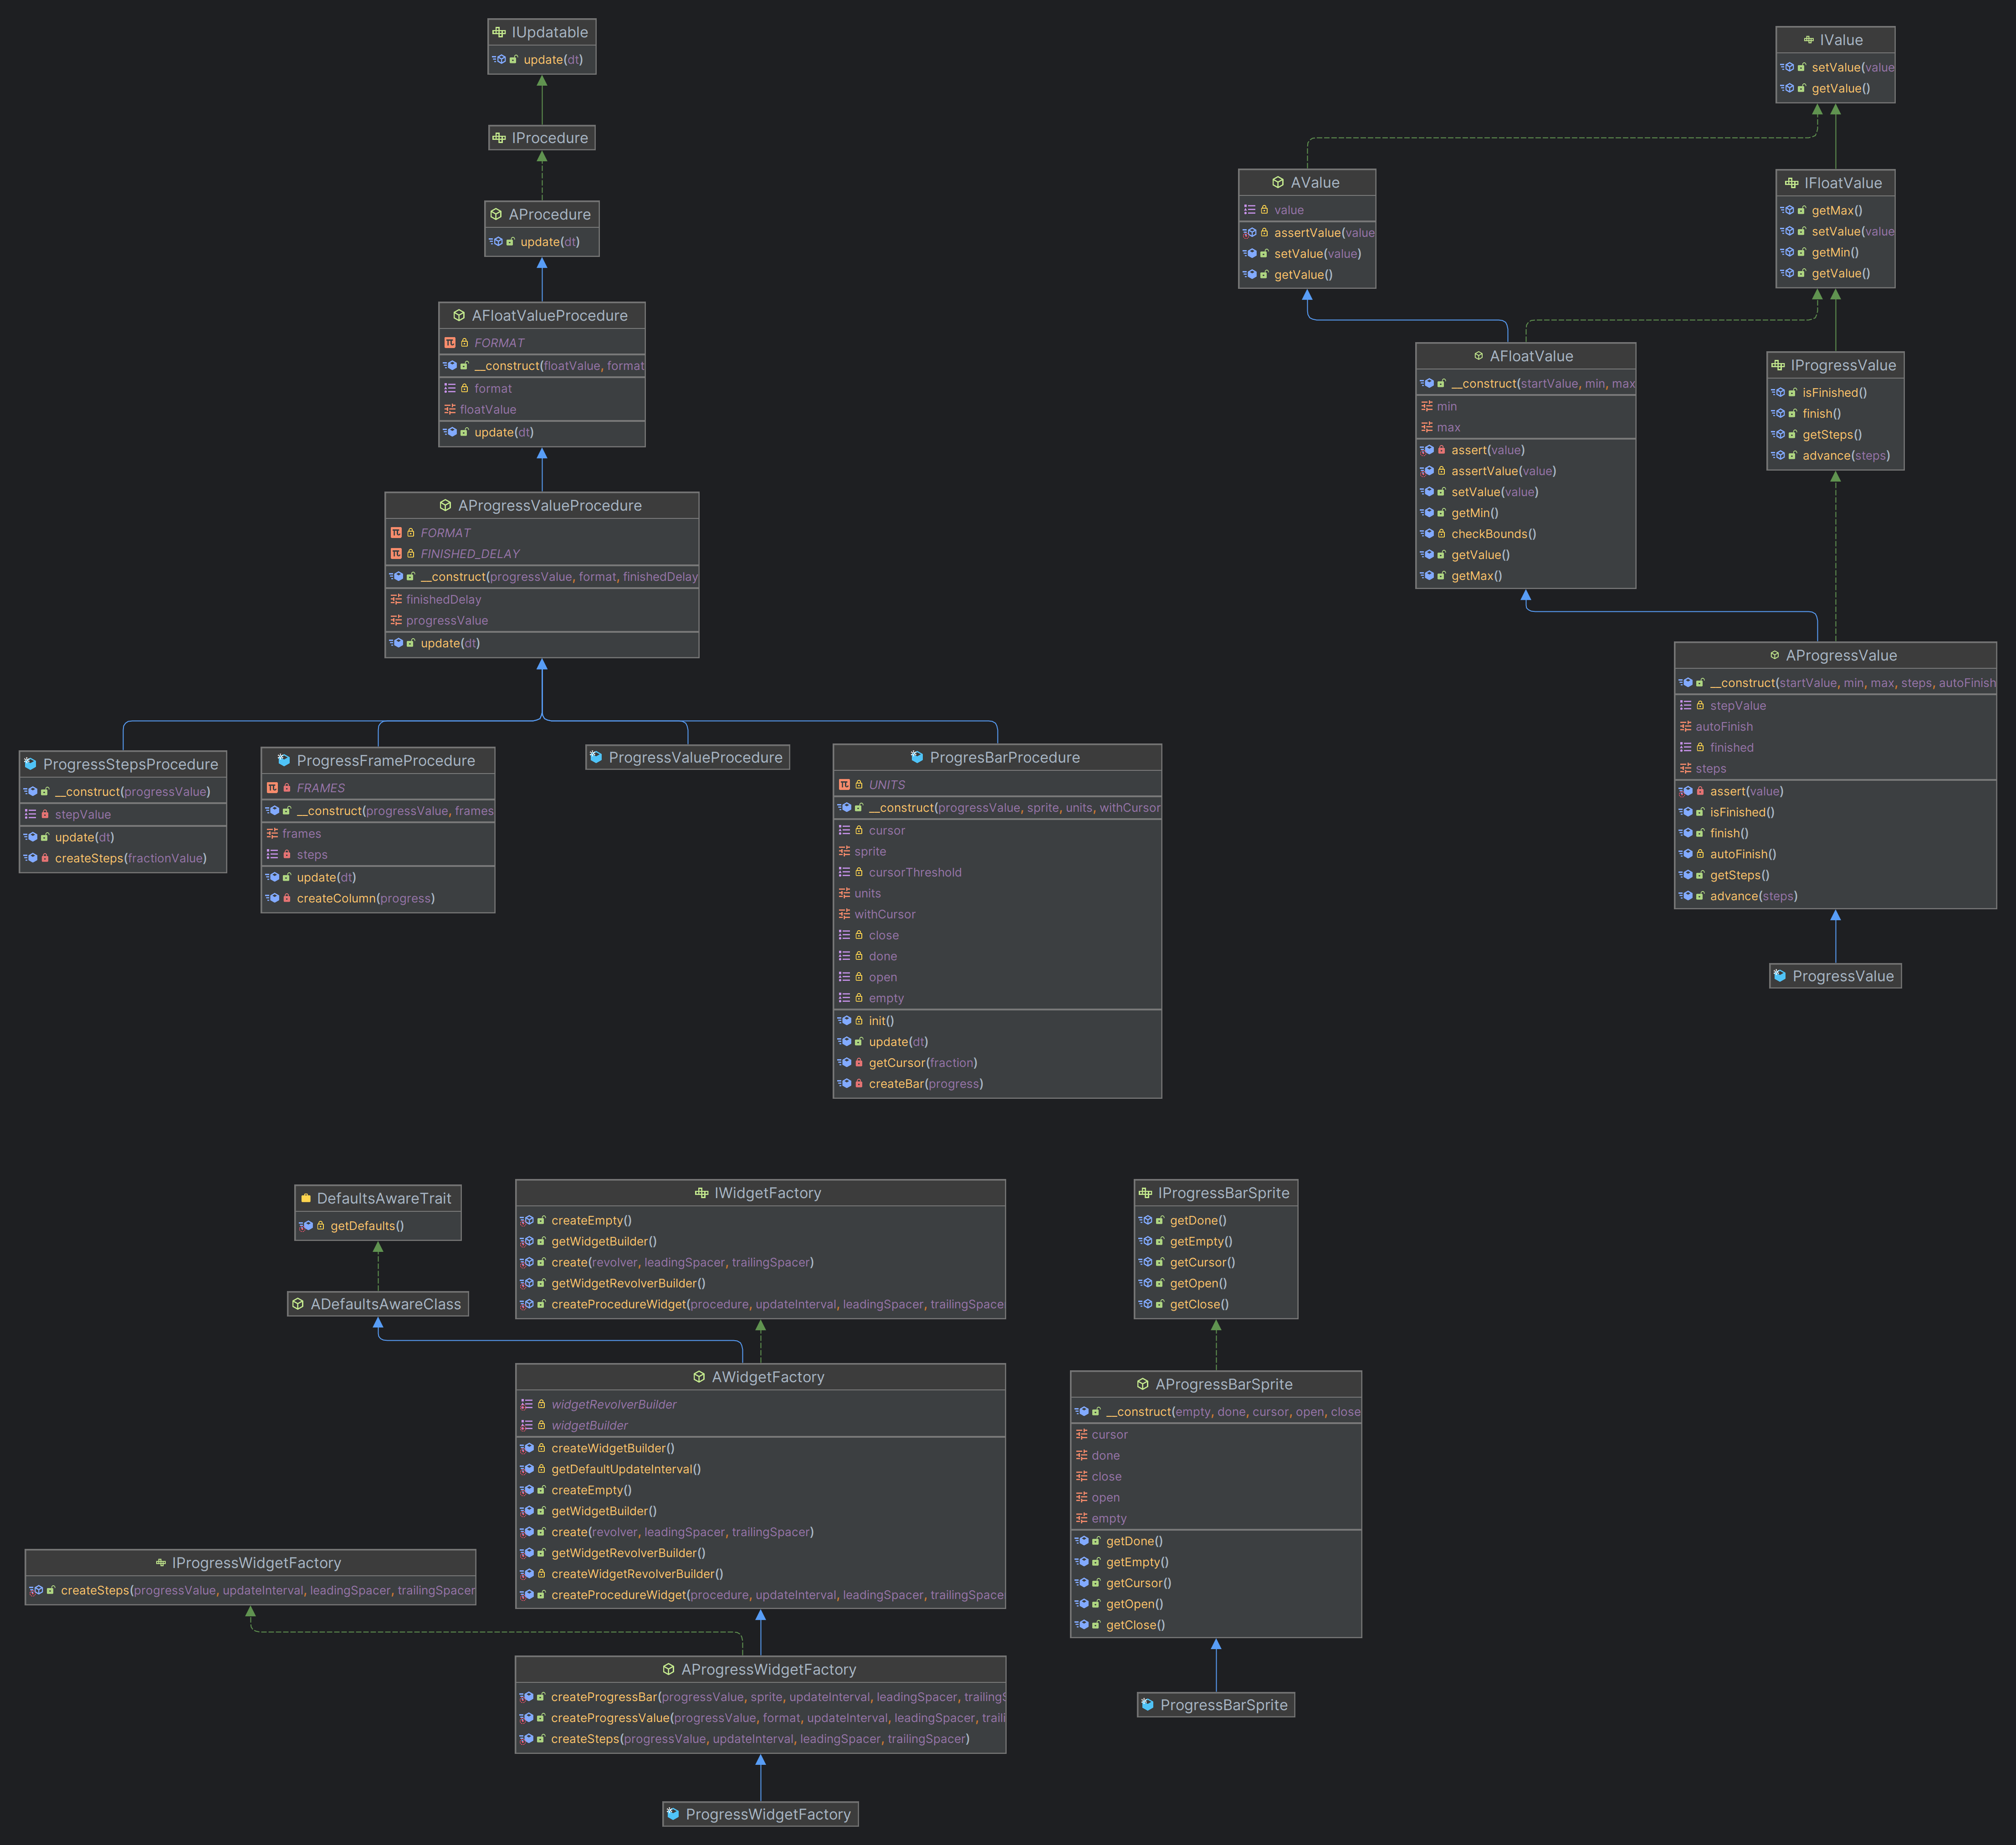 IUpdatable
update(dt)
IProcedure
AProcedure
update(dt)
AFloatValueProcedure
FORMAT
__construct(floatValue, format
format
floatValue
update(dt)
AProgressValueProcedure
FORMAT
FINISHED_DELAY
__construct(progressValue, format, finishedDelay
finishedDelay
progressValue
update(dt)
ProgressStepsProcedure
__construct(progressValue)
stepValue
update(dt)
createSteps(fractionValue)
ProgressFrameProcedure
FRAMES
__construct(progressValue, frames
frames
steps
update(dt)
createColumn(progress)
ProgressValueProcedure
ProgresBarProcedure
UNITS
__construct(progressValue, sprite, units, withCursor
cursor
sprite
cursorThreshold
units
withCursor
close
done
open
empty
init()
update(dt)
getCursor(fraction)
createBar(progress)
IValue
setValue(value
getValue()
AValue
value
assertValue(value
setValue(value)
getValue()
IFloatValue
getMax()
setValue(value
getMin()
getValue()
AFloatValue
__construct(startValue, min, max
min
max
assert(value)
assertValue(value)
setValue(value)
getMin()
checkBounds()
getValue()
getMax()
IProgressValue
isFinished()
finish()
getSteps()
advance(steps)
AProgressValue
__construct(startValue, min, max, steps, autoFinish
stepValue
autoFinish
finished
steps
assert(value)
isFinished()
finish()
autoFinish()
getSteps()
advance(steps)
ProgressValue
DefaultsAwareTrait
getDefaults()
ADefaultsAwareClass
IWidgetFactory
createEmpty()
getWidgetBuilder()
create(revolver, leadingSpacer, trailingSpacer)
getWidgetRevolverBuilder()
createProcedureWidget(procedure, updateInterval, leadingSpacer, trailingSpace
AWidgetFactory
widgetRevolverBuilder
widgetBuilder
createWidgetBuilder()
getDefaultUpdateInterval()
createEmpty()
getWidgetBuilder()
create(revolver, leadingSpacer, trailingSpacer)
getWidgetRevolverBuilder()
createWidgetRevolverBuilder()
createProcedureWidget(procedure, updateInterval, leadingSpacer, trailingSpace
IProgressWidgetFactory
createSteps(progressValue, updateInterval, leadingSpacer, trailingSpacer
AProgressWidgetFactory
createProgressBar(progressValue, sprite, updateInterval, leadingSpacer, trailingS
createProgressValue(progressValue, format, updateInterval, leadingSpacer, traili
createSteps(progressValue, updateInterval, leadingSpacer, trailingSpacer)
ProgressWidgetFactory
IProgressBarSprite
getDone()
getEmpty()
getCursor()
getOpen()
getClose()
AProgressBarSprite
__construct(empty, done, cursor, open, close
cursor
done
close
open
empty
getDone()
getEmpty()
getCursor()
getOpen()
getClose()
ProgressBarSprite